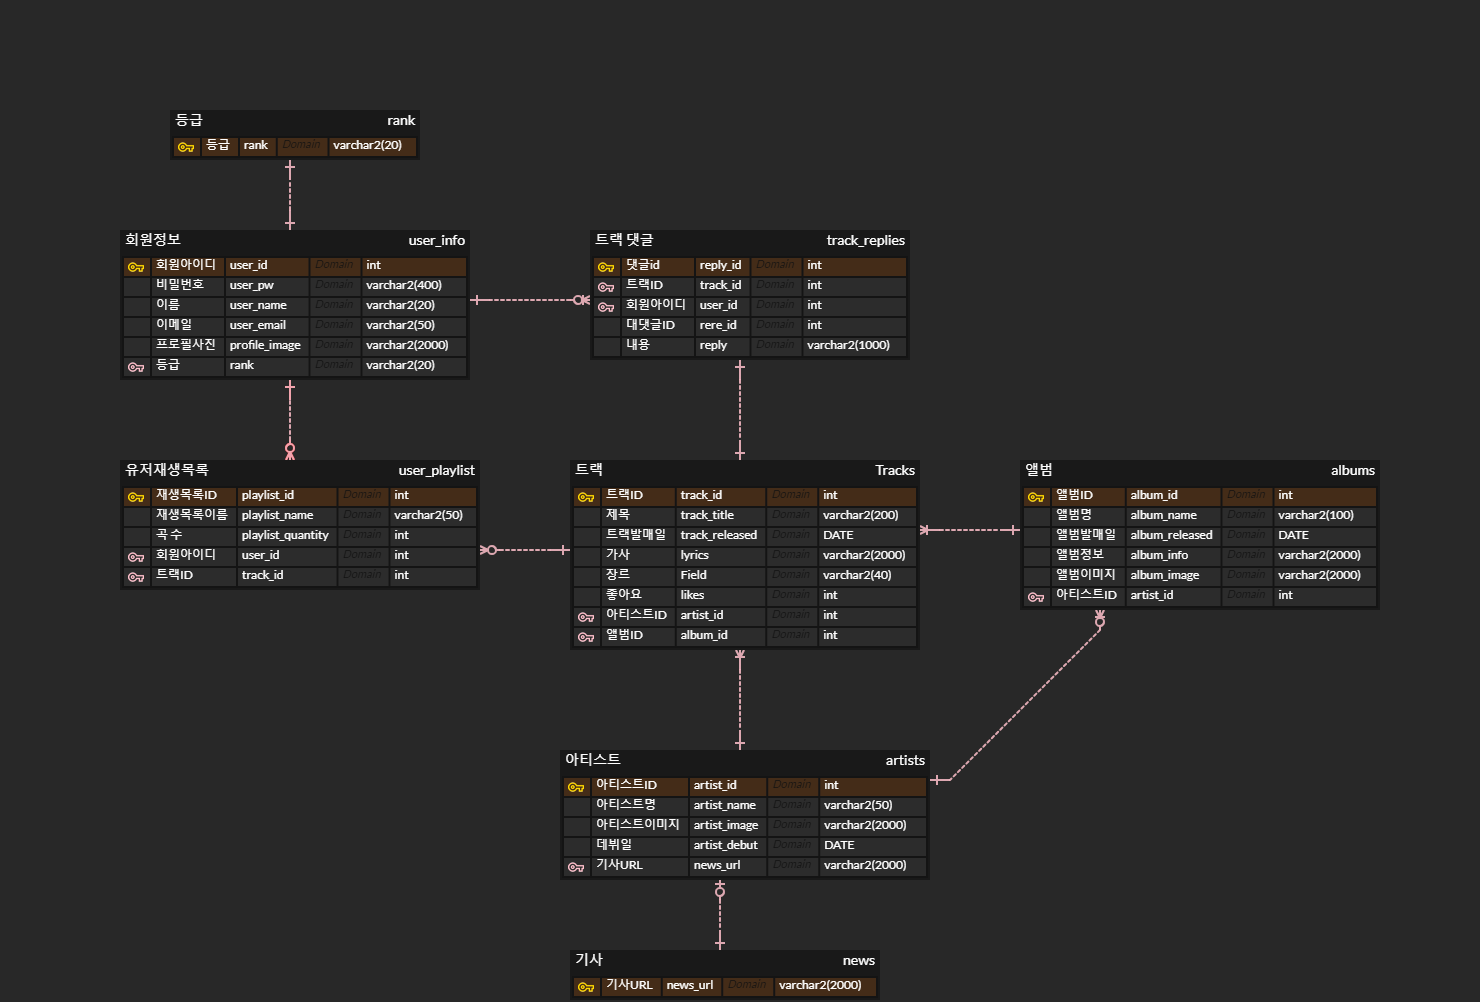 등급 rank
등급 rank Domain varchar2(20)
회원정보 user_info
회원아이디 user_id Domain int
비밀번호 user_pw Domain varchar2(400)
이름 user_name Domain varchar2(20)
이메일 user_email Domain varchar2(50)
프로필사진 profile_image Domain varchar2(2000)
등급 rank Domain varchar2(20)
트랙 댓글 track_replies
댓글id reply_id Domain int
트랙ID track_id Domain int
회원아이디 user_id Domain int
대댓글ID rere_id Domain int
내용 reply Domain varchar2(1000)
유저재생목록 user_playlist
재생목록ID playlist_id Domain int
재생목록이름 playlist_name Domain varchar2(50)
곡 수 playlist_quantity Domain int
회원아이디 user_id Domain int
트랙ID track_id Domain int
트랙 Tracks
트랙ID track_id Domain int
제목 track_title Domain varchar2(200)
트랙발매일 track_released Domain DATE
가사 lyrics Domain varchar2(2000)
장르 Field Domain varchar2(40)
좋아요 likes Domain int
아티스트ID artist_id Domain int
앨범ID album_id Domain int
앨범 albums
앨범ID album_id Domain int
앨범명 album_name Domain varchar2(100)
앨범발매일 album_released Domain DATE
앨범정보 album_info Domain varchar2(2000)
앨범이미지 album_image Domain varchar2(2000)
아티스트ID artist_id Domain int
아티스트 artists
아티스트ID artist_id Domain int
아티스트명 artist_name Domain varchar2(50)
아티스트이미지 artist_image Domain varchar2(2000)
데뷔일 artist_debut Domain DATE
기사URL news_url Domain varchar2(2000)
기사 news
기사URL news_url Domain varchar2(2000)